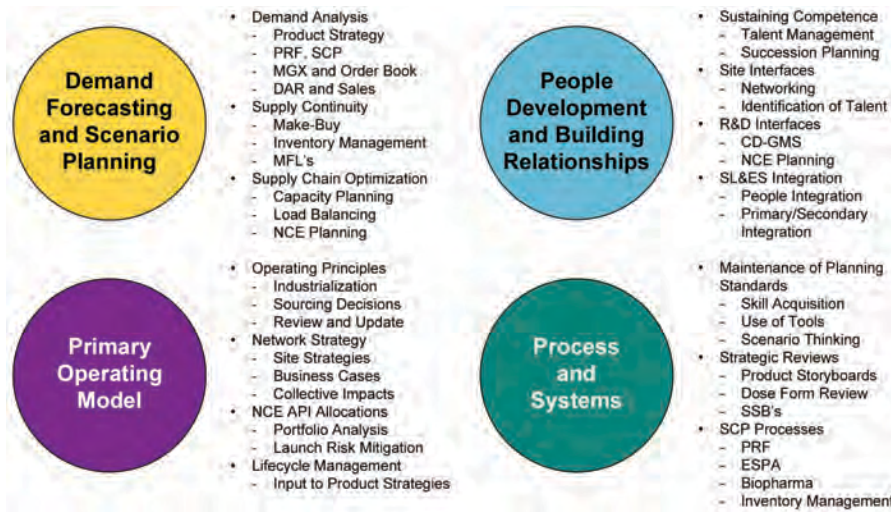 Demand
Forecasting
and Scenario
Planning
• Demand Analysis
- Product Strategy
- PRF, SCP
- MGX and Order Book
- DAR and Sales
• Supply Continuity
- Make-Buy
- Inventory Management
- MFL's
• Supply Chain Optimization
- Capacity Planning
- Load Balancing
- NCE Planning
People
Development
and Building
Relationships
• Sustaining Competence
- Talent Management
- Succession Planning
• Site Interfaces
- Networking
- Identification of Talent
• R&D Interfaces
- CD-GMS
- NCE Planning
• SL&ES Integration
- People Integration
- Primary/Secondary
Integration
Primary
Operating
Model
• Operating Principles
- Industrialization
- Sourcing Decisions
- Review and Update
• Network Strategy
- Site Strategies
- Business Cases
- Collective Impacts
• NCE API Allocations
- Portfolio Analysis
- Launch Risk Mitigation
• Lifecycle Management
- Input to Product Strategies
Process
and
Systems
• Maintenance of Planning
Standards
- Skill Acquisition
- Use of Tools
- Scenario Thinking
• Strategic Reviews
- Product Storyboards
- Dose Form Review
- SSB's
• SCP Processes
- PRF
- ESPA
- Biopharma
- Inventory Management